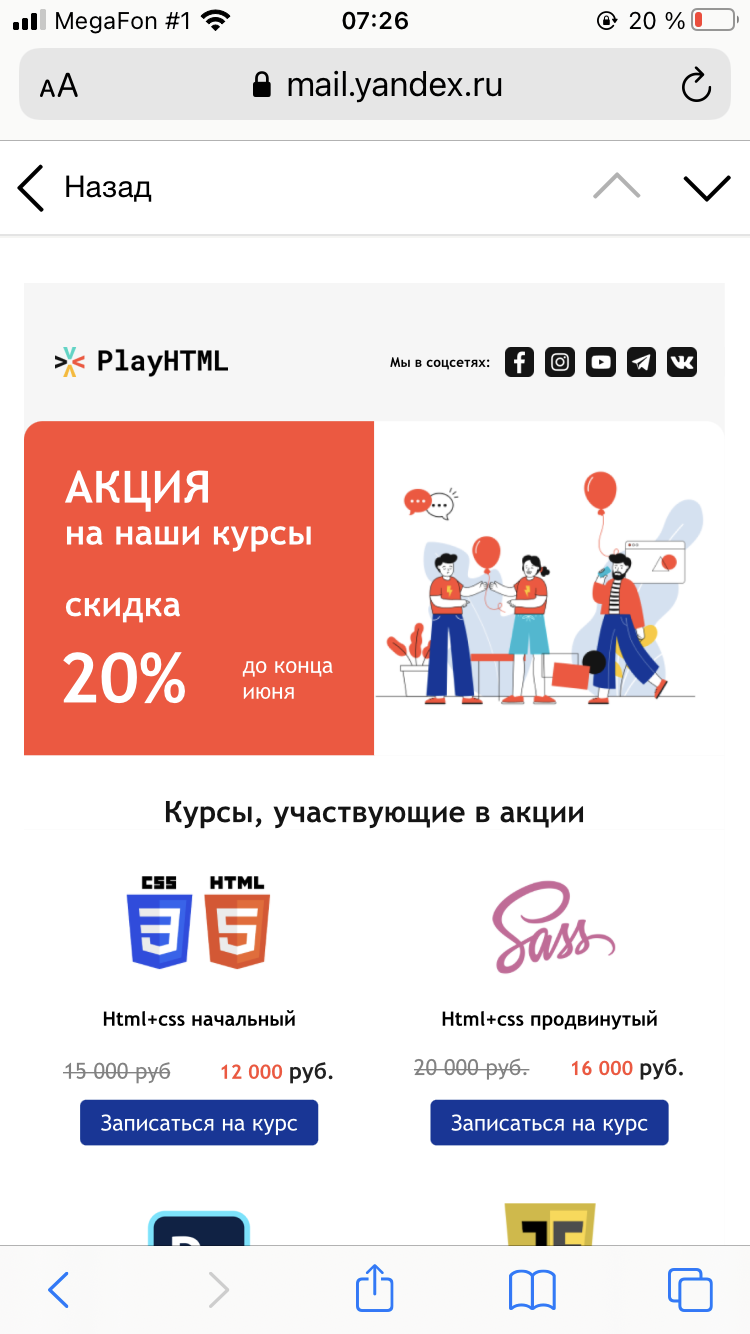 MegaFon #1 07:26 20 %
AA mail.yandex.ru
Назад
PlayHTML Мы в соцсетях:
АКЦИЯ
на наши курсы
скидка
20% до конца
июня
Курсы, участвующие в акции
CSS HTML
3 5 Sass
Html+css начальный Html+css продвинутый
15 000 руб 12 000 руб. 20 000 руб. 16 000 руб.
Записаться на курс Записаться на курс